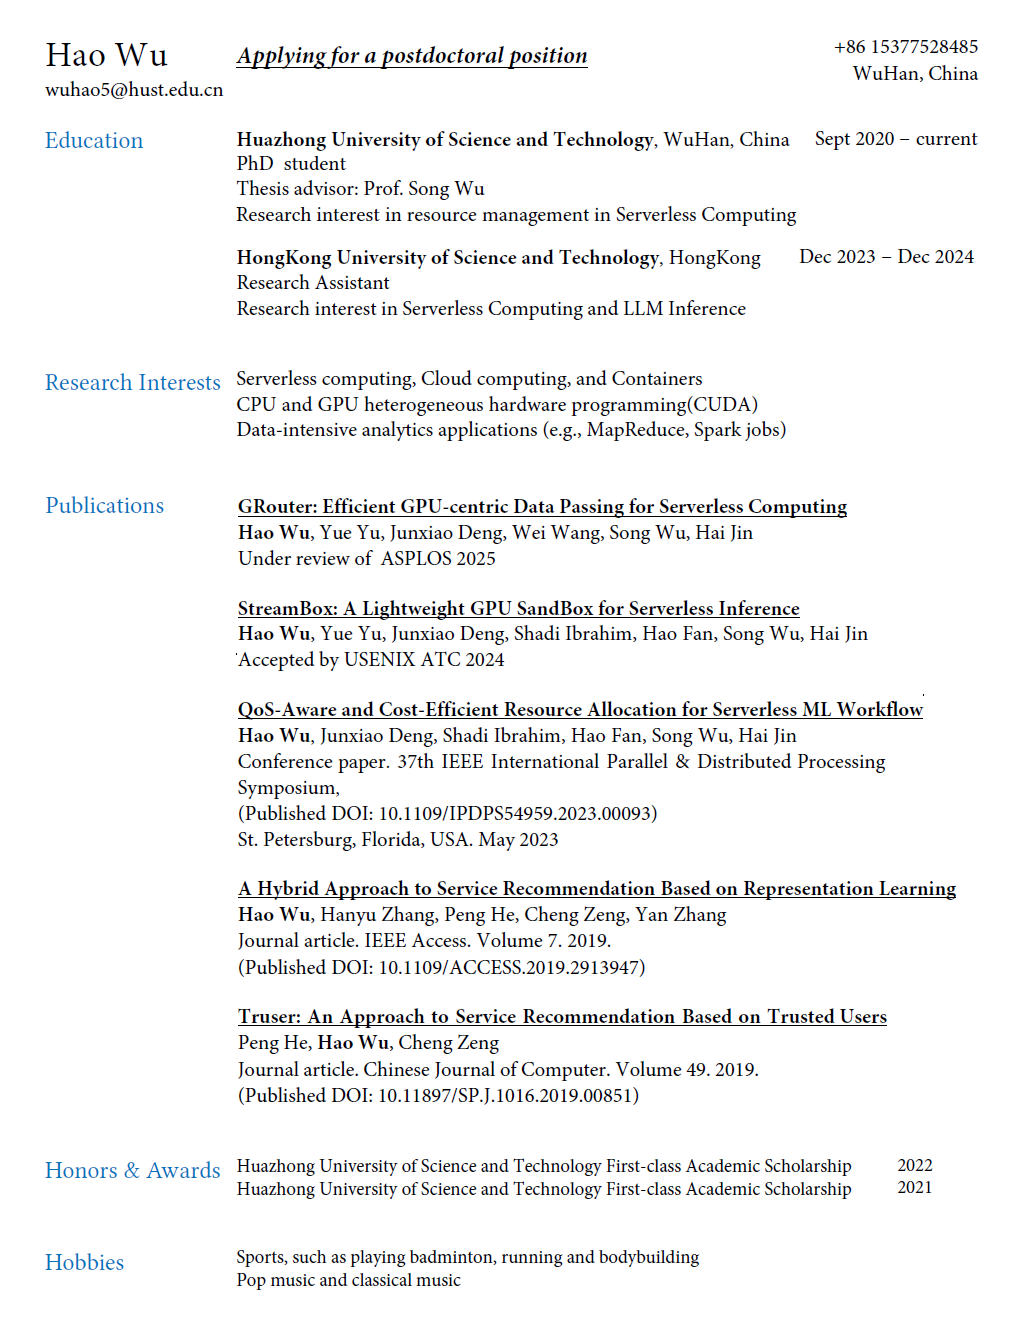 Hao Wu
Applying for a postdoctoral position
+86 15377528485
wuhao5@hust.edu.cn
WuHan, China
Education
Huazhong University of Science and Technology, WuHan, China Sept 2020 – current
PhD student
Thesis advisor: Prof. Song Wu
Research interest in resource management in Serverless Computing
HongKong University of Science and Technology, HongKong Dec 2023 – Dec 2024
Research Assistant
Research interest in Serverless Computing and LLM Inference
Research Interests
Serverless computing, Cloud computing, and Containers
CPU and GPU heterogeneous hardware programming(CUDA)
Data-intensive analytics applications (e.g., MapReduce, Spark jobs)
Publications
GRouter: Efficient GPU-centric Data Passing for Serverless Computing
Hao Wu, Yue Yu, Junxiao Deng, Wei Wang, Song Wu, Hai Jin
Under review of ASPLOS 2025
StreamBox: A Lightweight GPU SandBox for Serverless Inference
Hao Wu, Yue Yu, Junxiao Deng, Shadi Ibrahim, Hao Fan, Song Wu, Hai Jin
Accepted by USENIX ATC 2024
QoS-Aware and Cost-Efficient Resource Allocation for Serverless ML Workflow
Hao Wu, Junxiao Deng, Shadi Ibrahim, Hao Fan, Song Wu, Hai Jin
Conference paper. 37th IEEE International Parallel & Distributed Processing
Symposium,
(Published DOI: 10.1109/IPDPS54959.2023.00093)
St. Petersburg, Florida, USA. May 2023
A Hybrid Approach to Service Recommendation Based on Representation Learning
Hao Wu, Hanyu Zhang, Peng He, Cheng Zeng, Yan Zhang
Journal article. IEEE Access. Volume 7. 2019.
(Published DOI: 10.1109/ACCESS.2019.2913947)
Truser: An Approach to Service Recommendation Based on Trusted Users
Peng He, Hao Wu, Cheng Zeng
Journal article. Chinese Journal of Computer. Volume 49. 2019.
(Published DOI: 10.11897/SP.J.1016.2019.00851)
Honors & Awards
Huazhong University of Science and Technology First-class Academic Scholarship 2022
Huazhong University of Science and Technology First-class Academic Scholarship 2021
Hobbies
Sports, such as playing badminton, running and bodybuilding
Pop music and classical music